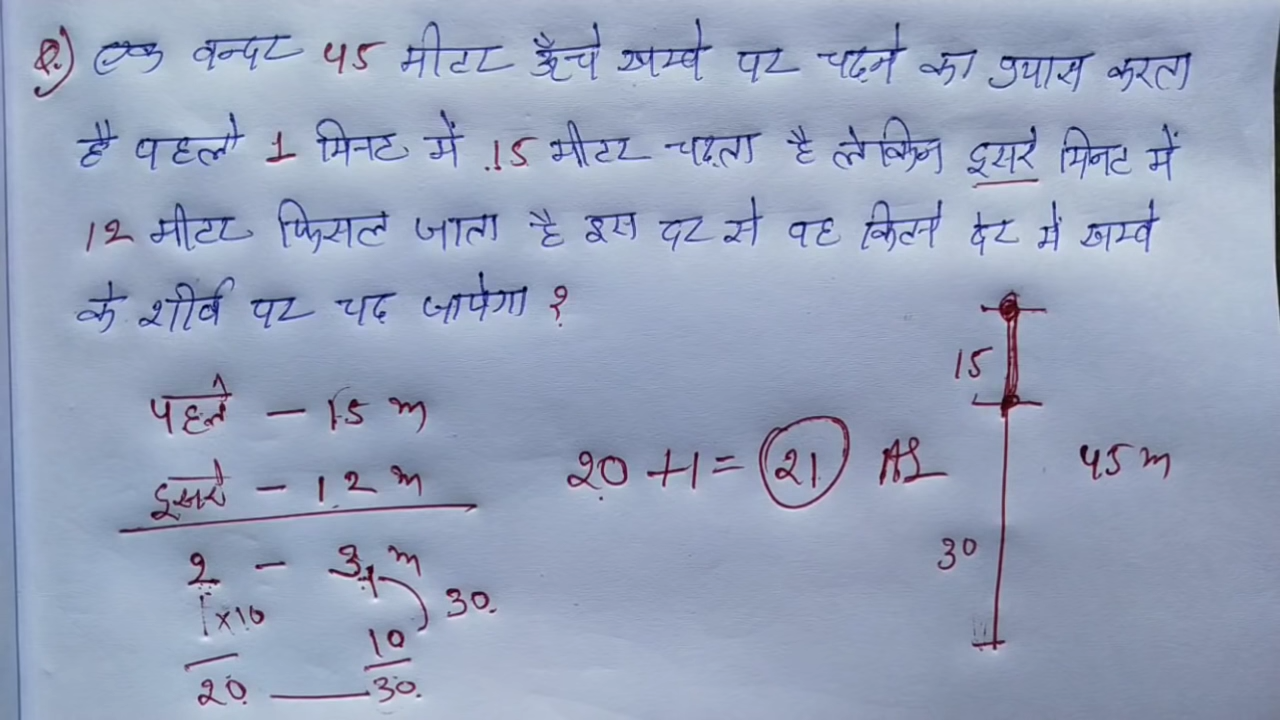 Q.) एक बन्दर 45 मीटर ऊँचे खम्बे पर चढने का प्रयास करता
है पहले 1 मिनट में 15 मीटर चढ़ता है लेकिन दुसरे मिनट में
12 मीटर फिसल जाता है इस दर से वह कितने देर में खम्बे
के शीर्ष पर चढ जायेगा ?
पहले - 15 m
दुसरे - 12 m
2 - 3 m
×10 30.
10
20 30.
20 + 1 = 21 AS
15
45 m
30